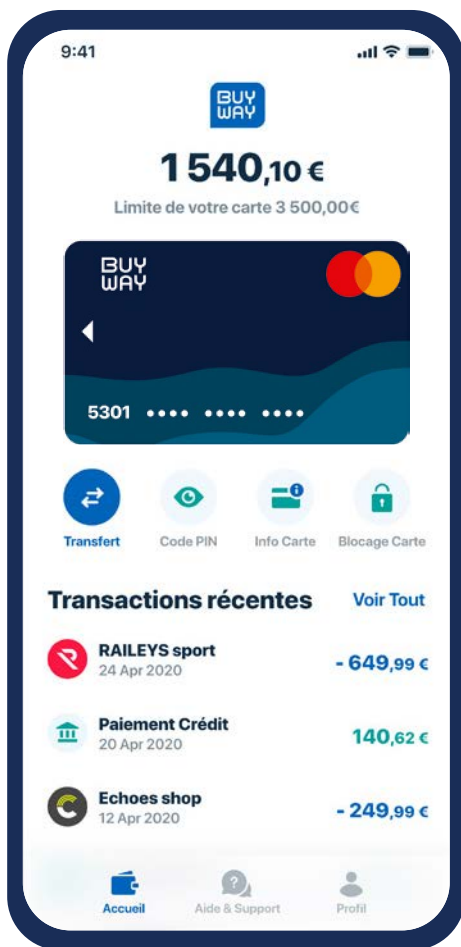 9:41
BUY
WAY
1 540,10 €
Limite de votre carte 3 500,00€
BUY
WAY
5301 •••• •••• ••••
Transfert Code PIN Info Carte Blocage Carte
Transactions récentes Voir Tout
RAILEYS sport
24 Apr 2020
- 649,99 €
Paiement Crédit
20 Apr 2020
140,62 €
Echoes shop
12 Apr 2020
- 249,99 €
Accueil Aide & Support Profil